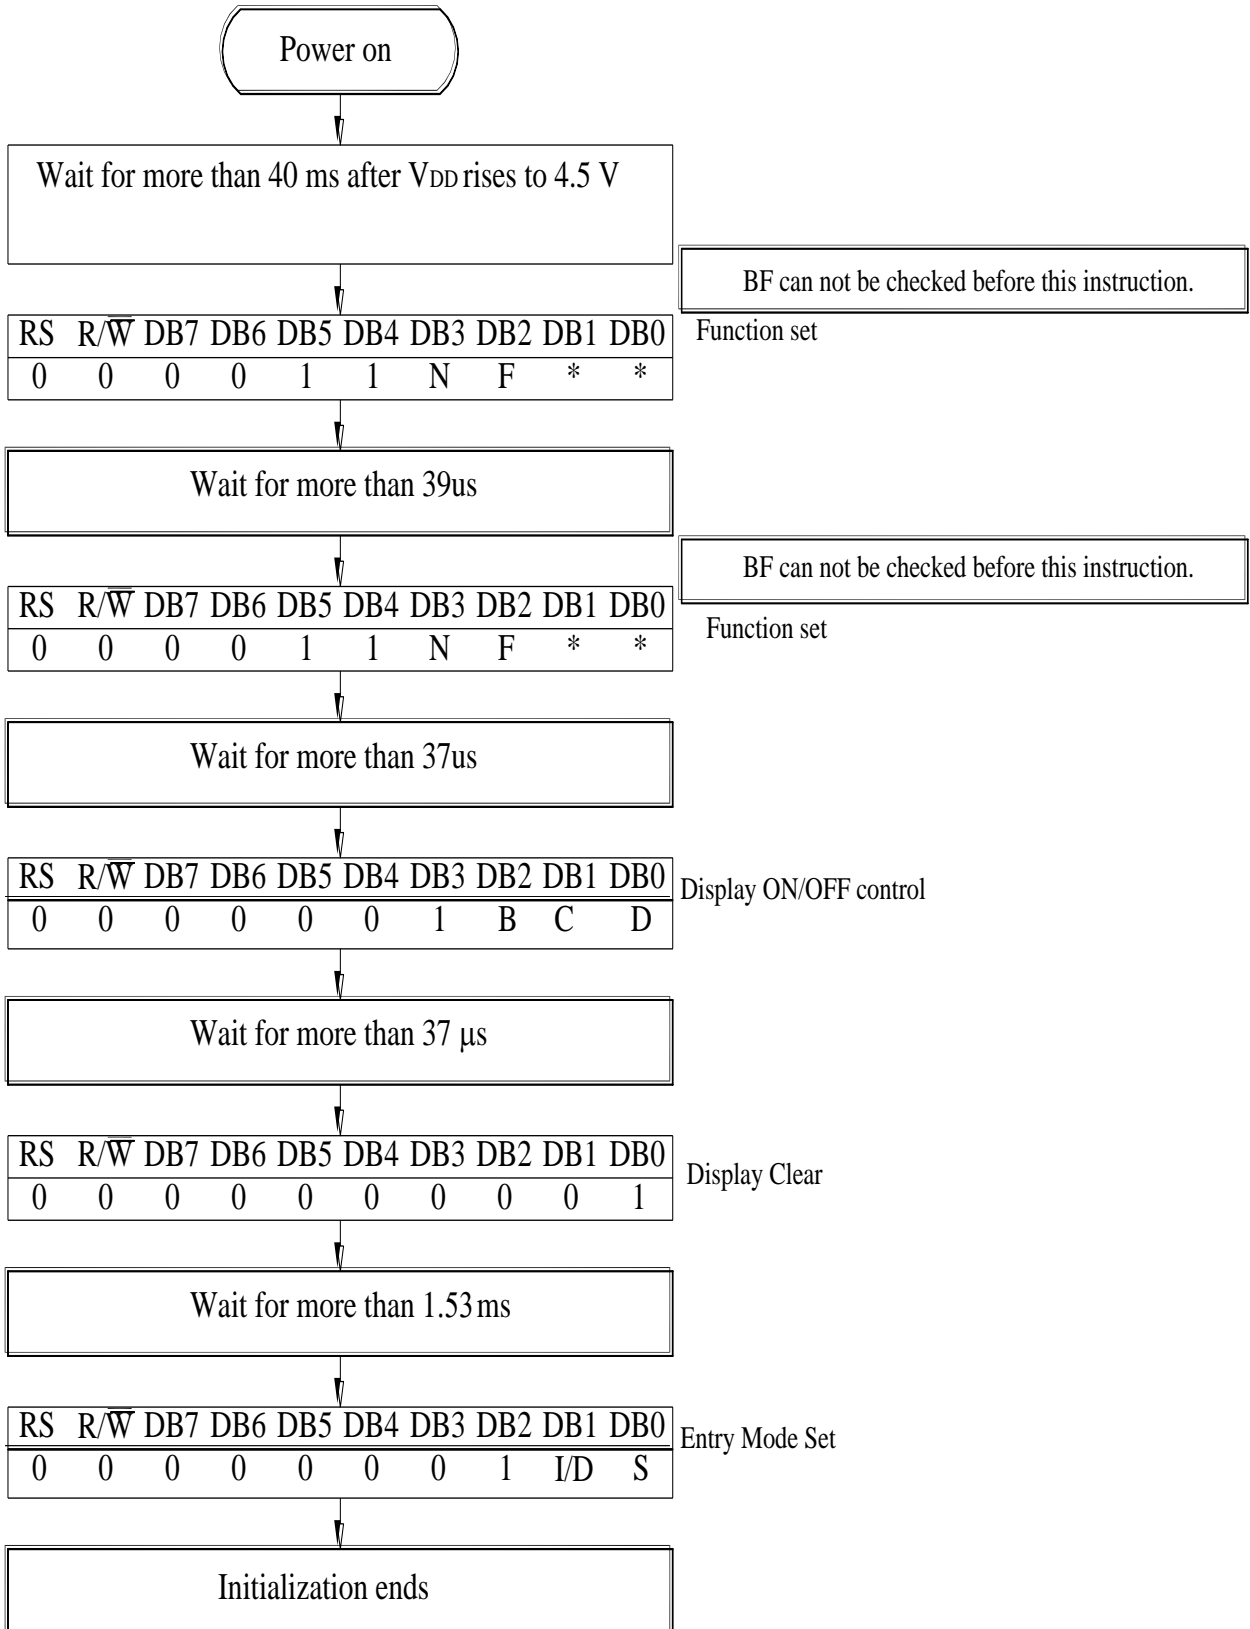 Power on
Wait for more than 40 ms after VDD rises to 4.5 V
BF can not be checked before this instruction.
RS R/W̅ DB7 DB6 DB5 DB4 DB3 DB2 DB1 DB0
Function set
0 0 0 0 1 1 N F * *
Wait for more than 39us
BF can not be checked before this instruction.
RS R/W̅ DB7 DB6 DB5 DB4 DB3 DB2 DB1 DB0
Function set
0 0 0 0 1 1 N F * *
Wait for more than 37us
RS R/W̅ DB7 DB6 DB5 DB4 DB3 DB2 DB1 DB0
Display ON/OFF control
0 0 0 0 0 0 1 B C D
Wait for more than 37 μs
RS R/W̅ DB7 DB6 DB5 DB4 DB3 DB2 DB1 DB0
Display Clear
0 0 0 0 0 0 0 0 0 1
Wait for more than 1.53 ms
RS R/W̅ DB7 DB6 DB5 DB4 DB3 DB2 DB1 DB0
Entry Mode Set
0 0 0 0 0 0 0 1 I/D S
Initialization ends